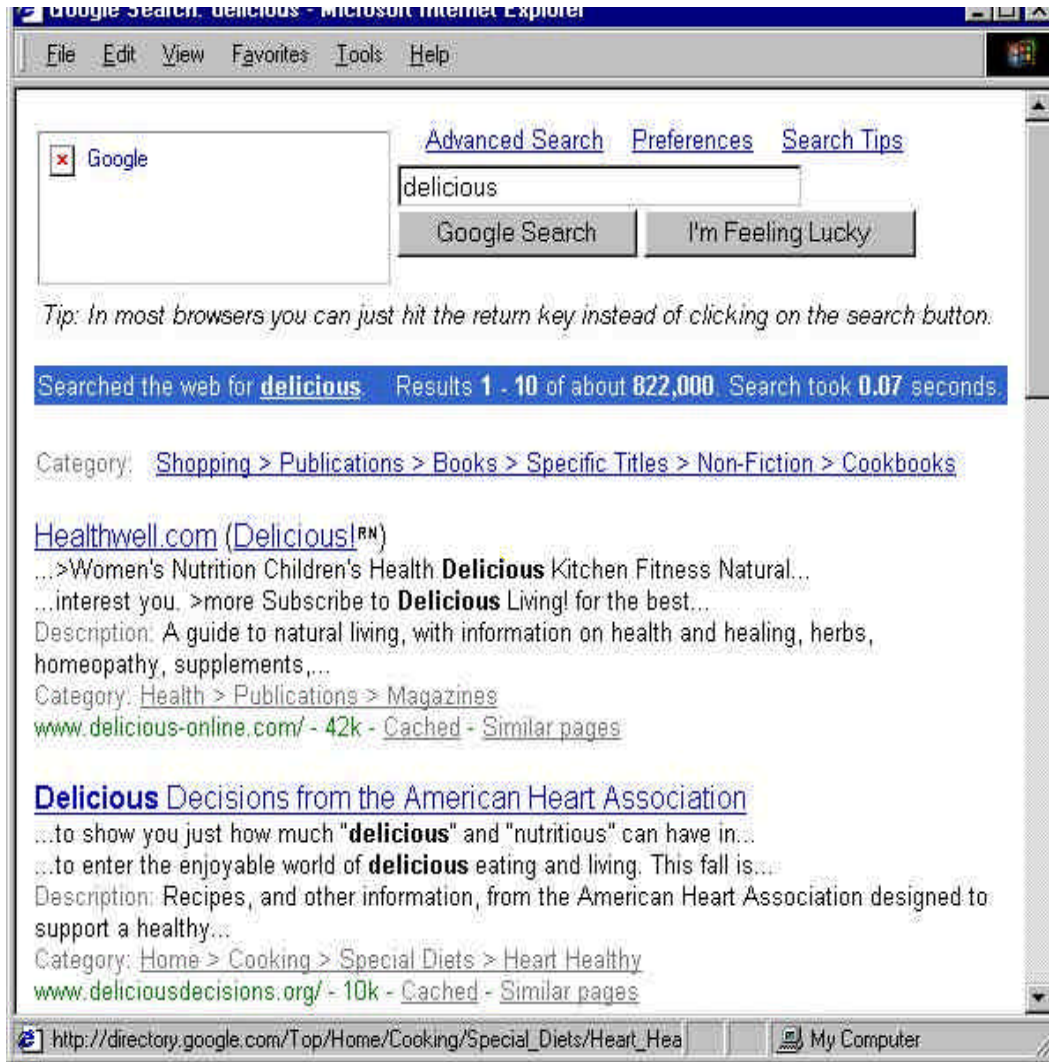 Google Search: delicious - Microsoft Internet Explorer
File Edit View Favorites Tools Help
Google
Advanced Search Preferences Search Tips
delicious
Google Search I'm Feeling Lucky
Tip: In most browsers you can just hit the return key instead of clicking on the search button.
Searched the web for delicious. Results 1 - 10 of about 822,000. Search took 0.07 seconds.
Category: Shopping > Publications > Books > Specific Titles > Non-Fiction > Cookbooks
Healthwell.com (Delicious!RN)
...>Women's Nutrition Children's Health Delicious Kitchen Fitness Natural...
...interest you. >more Subscribe to Delicious Living! for the best...
Description: A guide to natural living, with information on health and healing, herbs,
homeopathy, supplements,...
Category: Health > Publications > Magazines
www.delicious-online.com/ - 42k - Cached - Similar pages
Delicious Decisions from the American Heart Association
...to show you just how much "delicious" and "nutritious" can have in...
...to enter the enjoyable world of delicious eating and living. This fall is...
Description: Recipes, and other information, from the American Heart Association designed to
support a healthy...
Category: Home > Cooking > Special Diets > Heart Healthy
www.deliciousdecisions.org/ - 10k - Cached - Similar pages
http://directory.google.com/Top/Home/Cooking/Special_Diets/Heart_Hea My Computer